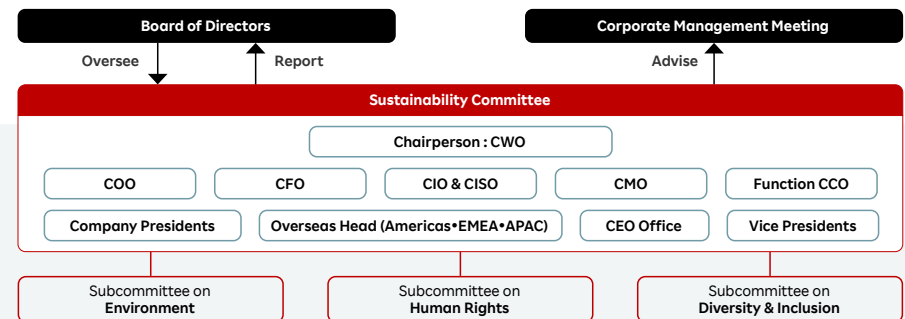 Board of Directors
Corporate Management Meeting
Oversee
Report
Advise
Sustainability Committee
Chairperson : CWO
COO
CFO
CIO & CISO
CMO
Function CCO
Company Presidents
Overseas Head (Americas•EMEA•APAC)
CEO Office
Vice Presidents
Subcommittee on
Environment
Subcommittee on
Human Rights
Subcommittee on
Diversity & Inclusion